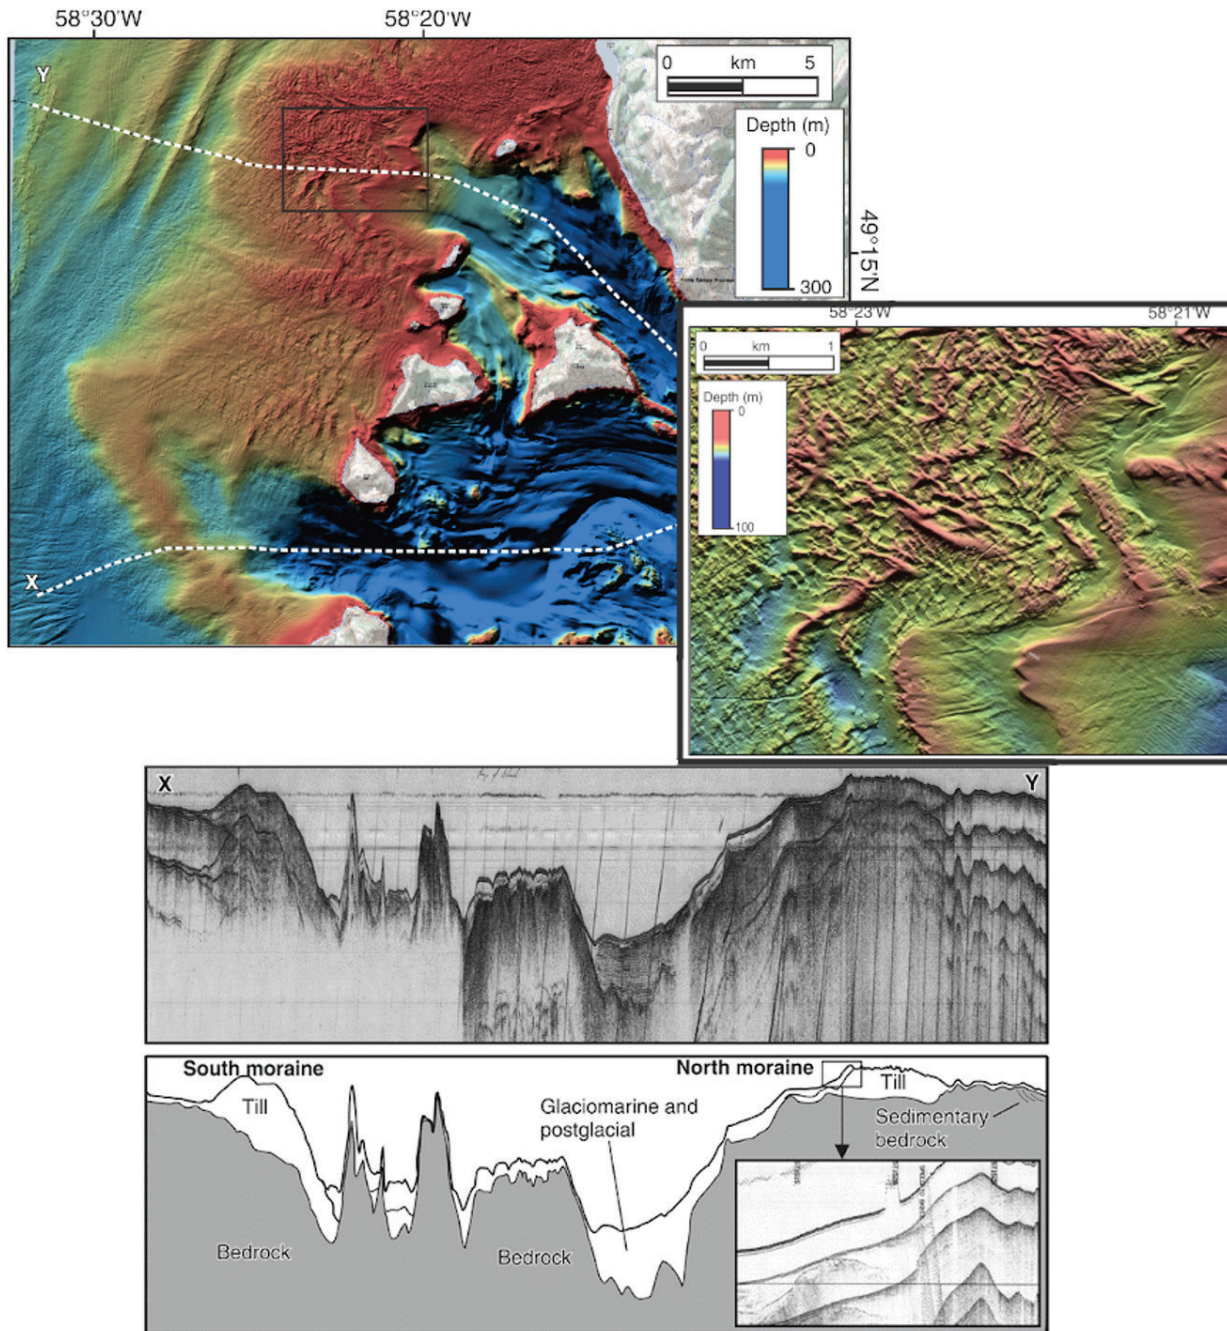 58°30'W
58°20'W
Y
0 km 5
Depth (m)
0
300
49°15'N
X
58°23'W
58°21'W
0 km 1
Depth (m)
0
100
X
Y
South moraine
North moraine
Till
Till
Glaciomarine and
postglacial
Sedimentary
bedrock
Bedrock
Bedrock